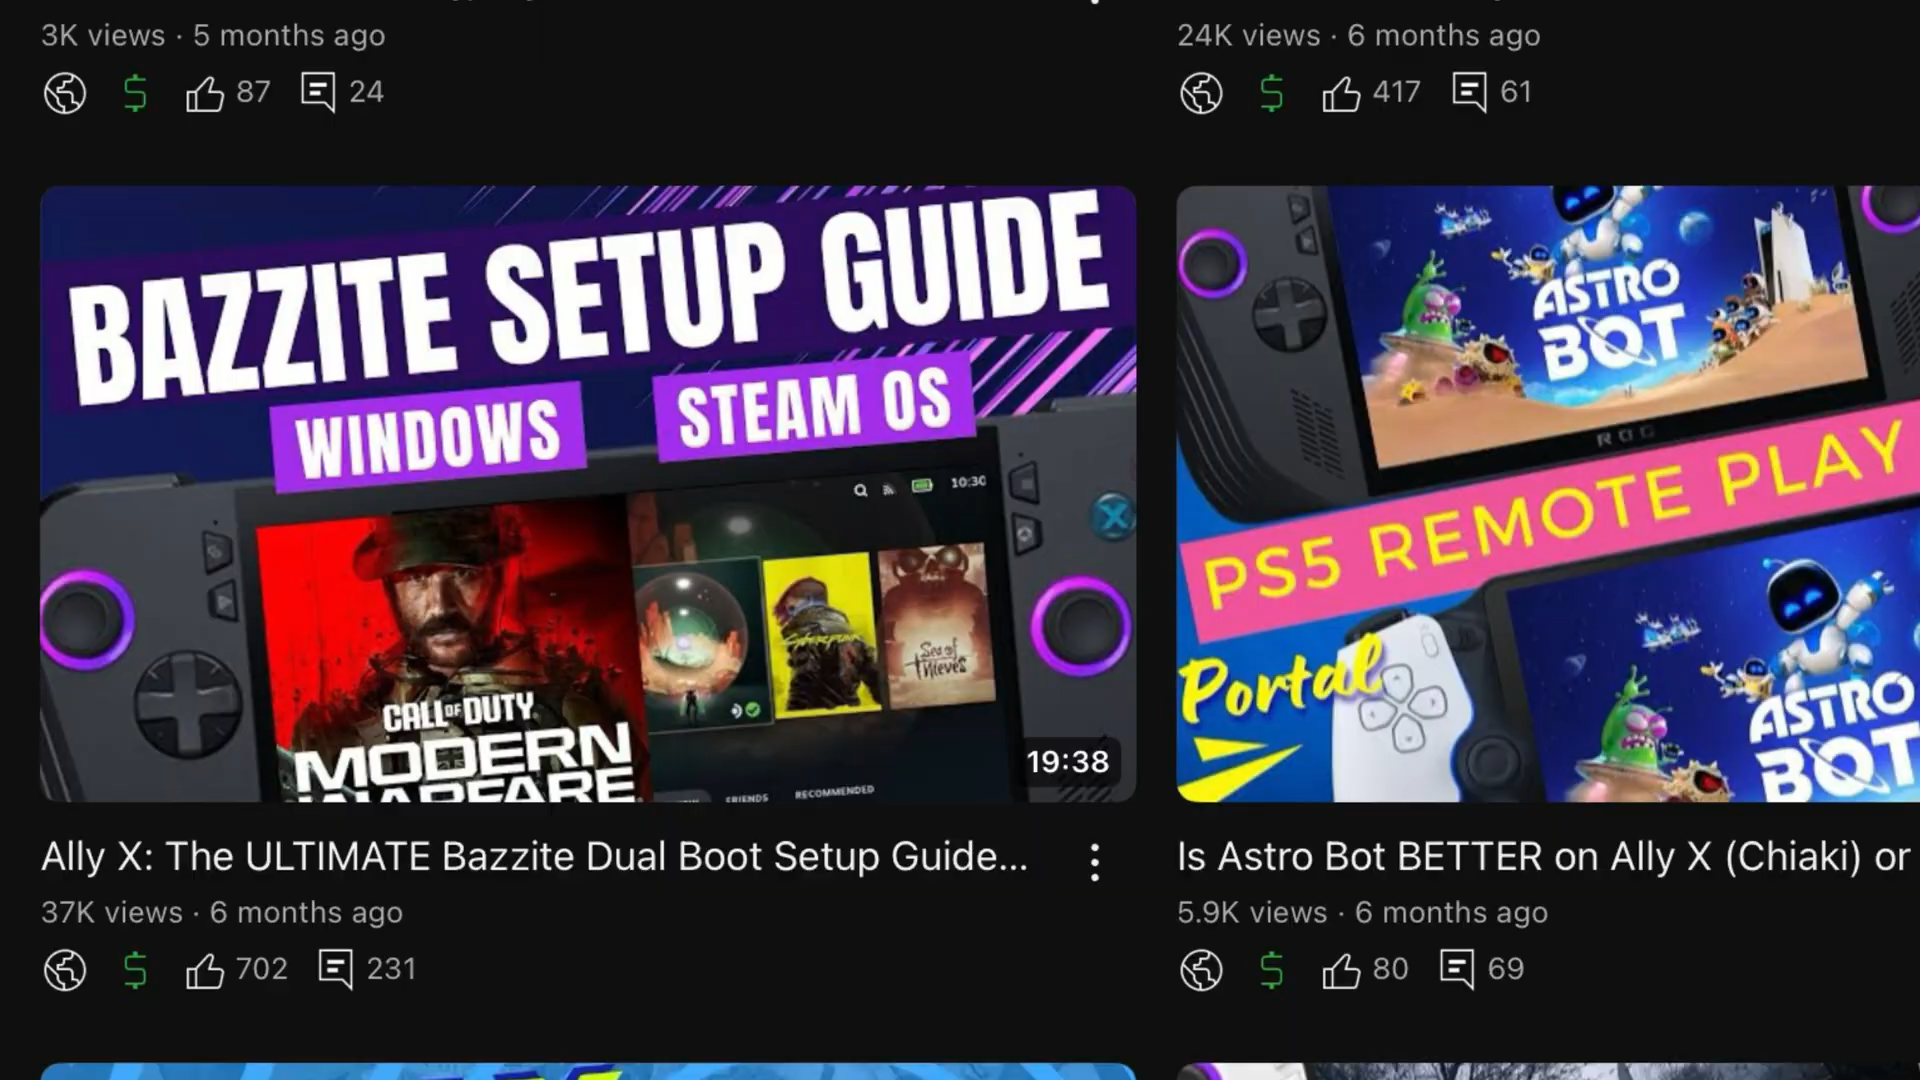 3K views · 5 months ago
87 24
24K views · 6 months ago
417 61
BAZZITE SETUP GUIDE
WINDOWS
STEAM OS
10:30
CALL OF DUTY
MODERN
WARFARE
CYBERPUNK
Sea of
Thieves
FRIENDS
RECOMMENDED
19:38
Ally X: The ULTIMATE Bazzite Dual Boot Setup Guide...
37K views · 6 months ago
702 231
ASTRO
BOT
ROG
PS5 REMOTE PLAY
Portal
ASTRO
BOT
Is Astro Bot BETTER on Ally X (Chiaki) or
5.9K views · 6 months ago
80 69